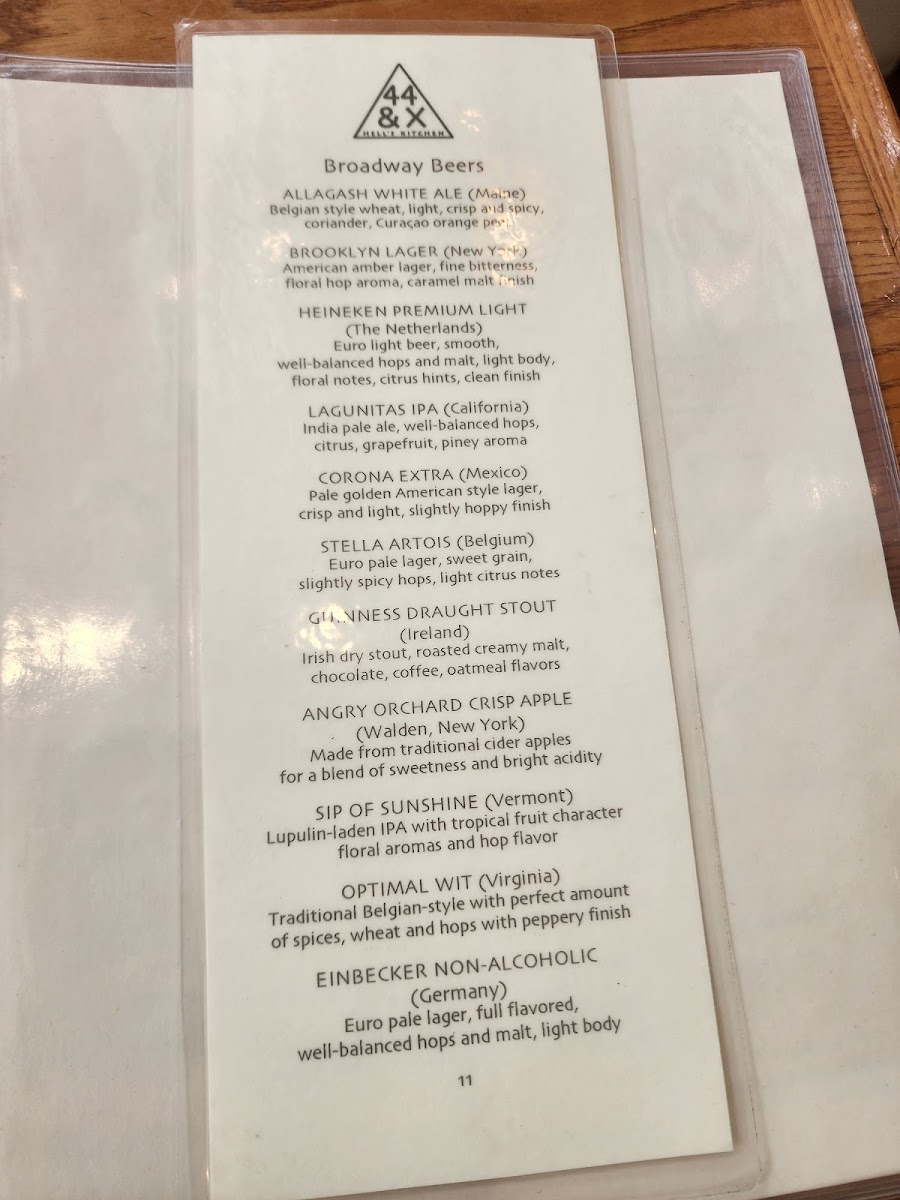 44
& X
HELL'S KITCHEN
Broadway Beers
ALLAGASH WHITE ALE (Maine)
Belgian style wheat, light, crisp and spicy,
coriander, Curaçao orange peel
BROOKLYN LAGER (New York)
American amber lager, fine bitterness,
floral hop aroma, caramel malt finish
HEINEKEN PREMIUM LIGHT
(The Netherlands)
Euro light beer, smooth,
well-balanced hops and malt, light body,
floral notes, citrus hints, clean finish
LAGUNITAS IPA (California)
India pale ale, well-balanced hops,
citrus, grapefruit, piney aroma
CORONA EXTRA (Mexico)
Pale golden American style lager,
crisp and light, slightly hoppy finish
STELLA ARTOIS (Belgium)
Euro pale lager, sweet grain,
slightly spicy hops, light citrus notes
GUINNESS DRAUGHT STOUT
(Ireland)
Irish dry stout, roasted creamy malt,
chocolate, coffee, oatmeal flavors
ANGRY ORCHARD CRISP APPLE
(Walden, New York)
Made from traditional cider apples
for a blend of sweetness and bright acidity
SIP OF SUNSHINE (Vermont)
Lupulin-laden IPA with tropical fruit character
floral aromas and hop flavor
OPTIMAL WIT (Virginia)
Traditional Belgian-style with perfect amount
of spices, wheat and hops with peppery finish
EINBECKER NON-ALCOHOLIC
(Germany)
Euro pale lager, full flavored,
well-balanced hops and malt, light body
11